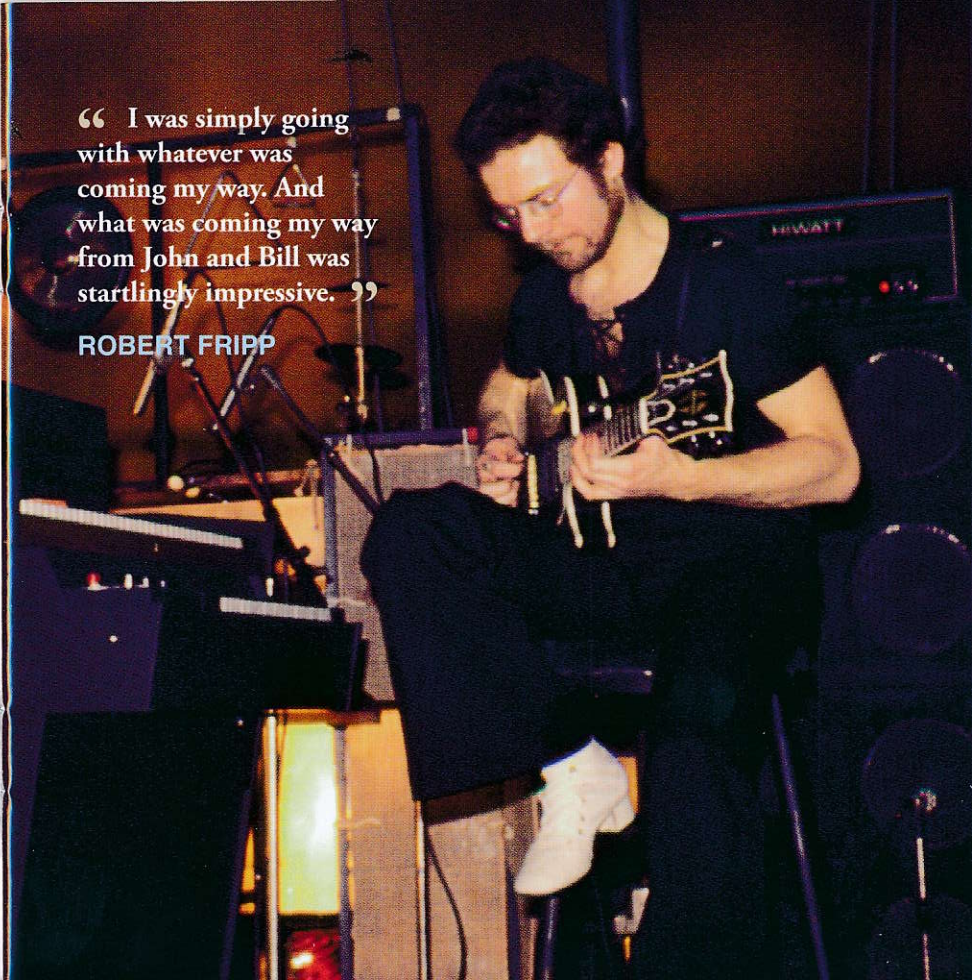 “ I was simply going
with whatever was
coming my way. And
what was coming my way
from John and Bill was
startlingly impressive. ”
ROBERT FRIPP
HIWATT